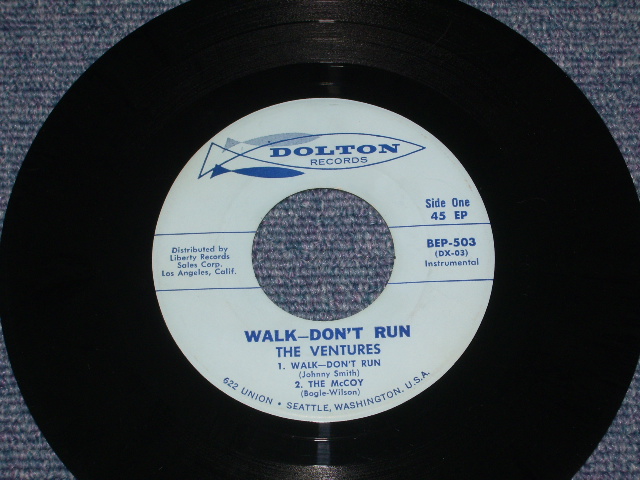 DOLTON
RECORDS
Side One
45 EP
BEP-503
(DX-03)
Instrumental
Distributed by
Liberty Records
Sales Corp.
Los Angeles, Calif.
WALK—DON'T RUN
THE VENTURES
1. WALK—DON'T RUN
(Johnny Smith)
2. THE McCOY
(Bogle-Wilson)
622 UNION • SEATTLE, WASHINGTON, U.S.A.